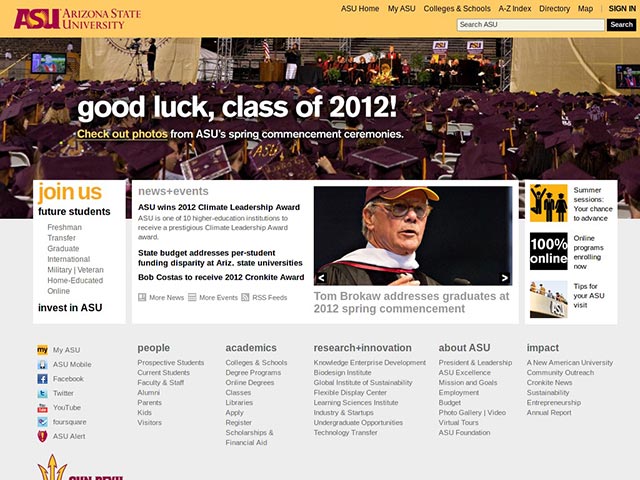 ASU ARIZONA STATE
UNIVERSITY
ASU Home My ASU Colleges & Schools A-Z Index Directory Map | SIGN IN
Search ASU Search
good luck, class of 2012!
Check out photos from ASU's spring commencement ceremonies.
join us
future students
Freshman
Transfer
Graduate
International
Military | Veteran
Home-Educated
Online
invest in ASU
news+events
ASU wins 2012 Climate Leadership Award
ASU is one of 10 higher-education institutions to
receive a prestigious Climate Leadership Award
award.
State budget addresses per-student
funding disparity at Ariz. state universities
Bob Costas to receive 2012 Cronkite Award
More News More Events RSS Feeds
Tom Brokaw addresses graduates at
2012 spring commencement
Summer
sessions:
Your chance
to advance
100%
online
Online
programs
enrolling
now
Tips for
your ASU
visit
my My ASU
ASU Mobile
Facebook
Twitter
YouTube
foursquare
ASU Alert
people
Prospective Students
Current Students
Faculty & Staff
Alumni
Parents
Kids
Visitors
academics
Colleges & Schools
Degree Programs
Online Degrees
Classes
Libraries
Apply
Register
Scholarships &
Financial Aid
research+innovation
Knowledge Enterprise Development
Biodesign Institute
Global Institute of Sustainability
Flexible Display Center
Learning Sciences Institute
Industry & Startups
Undergraduate Opportunities
Technology Transfer
about ASU
President & Leadership
ASU Excellence
Mission and Goals
Employment
Budget
Photo Gallery | Video
Virtual Tours
ASU Foundation
impact
A New American University
Community Outreach
Cronkite News
Sustainability
Entrepreneurship
Annual Report
SUN DEVIL